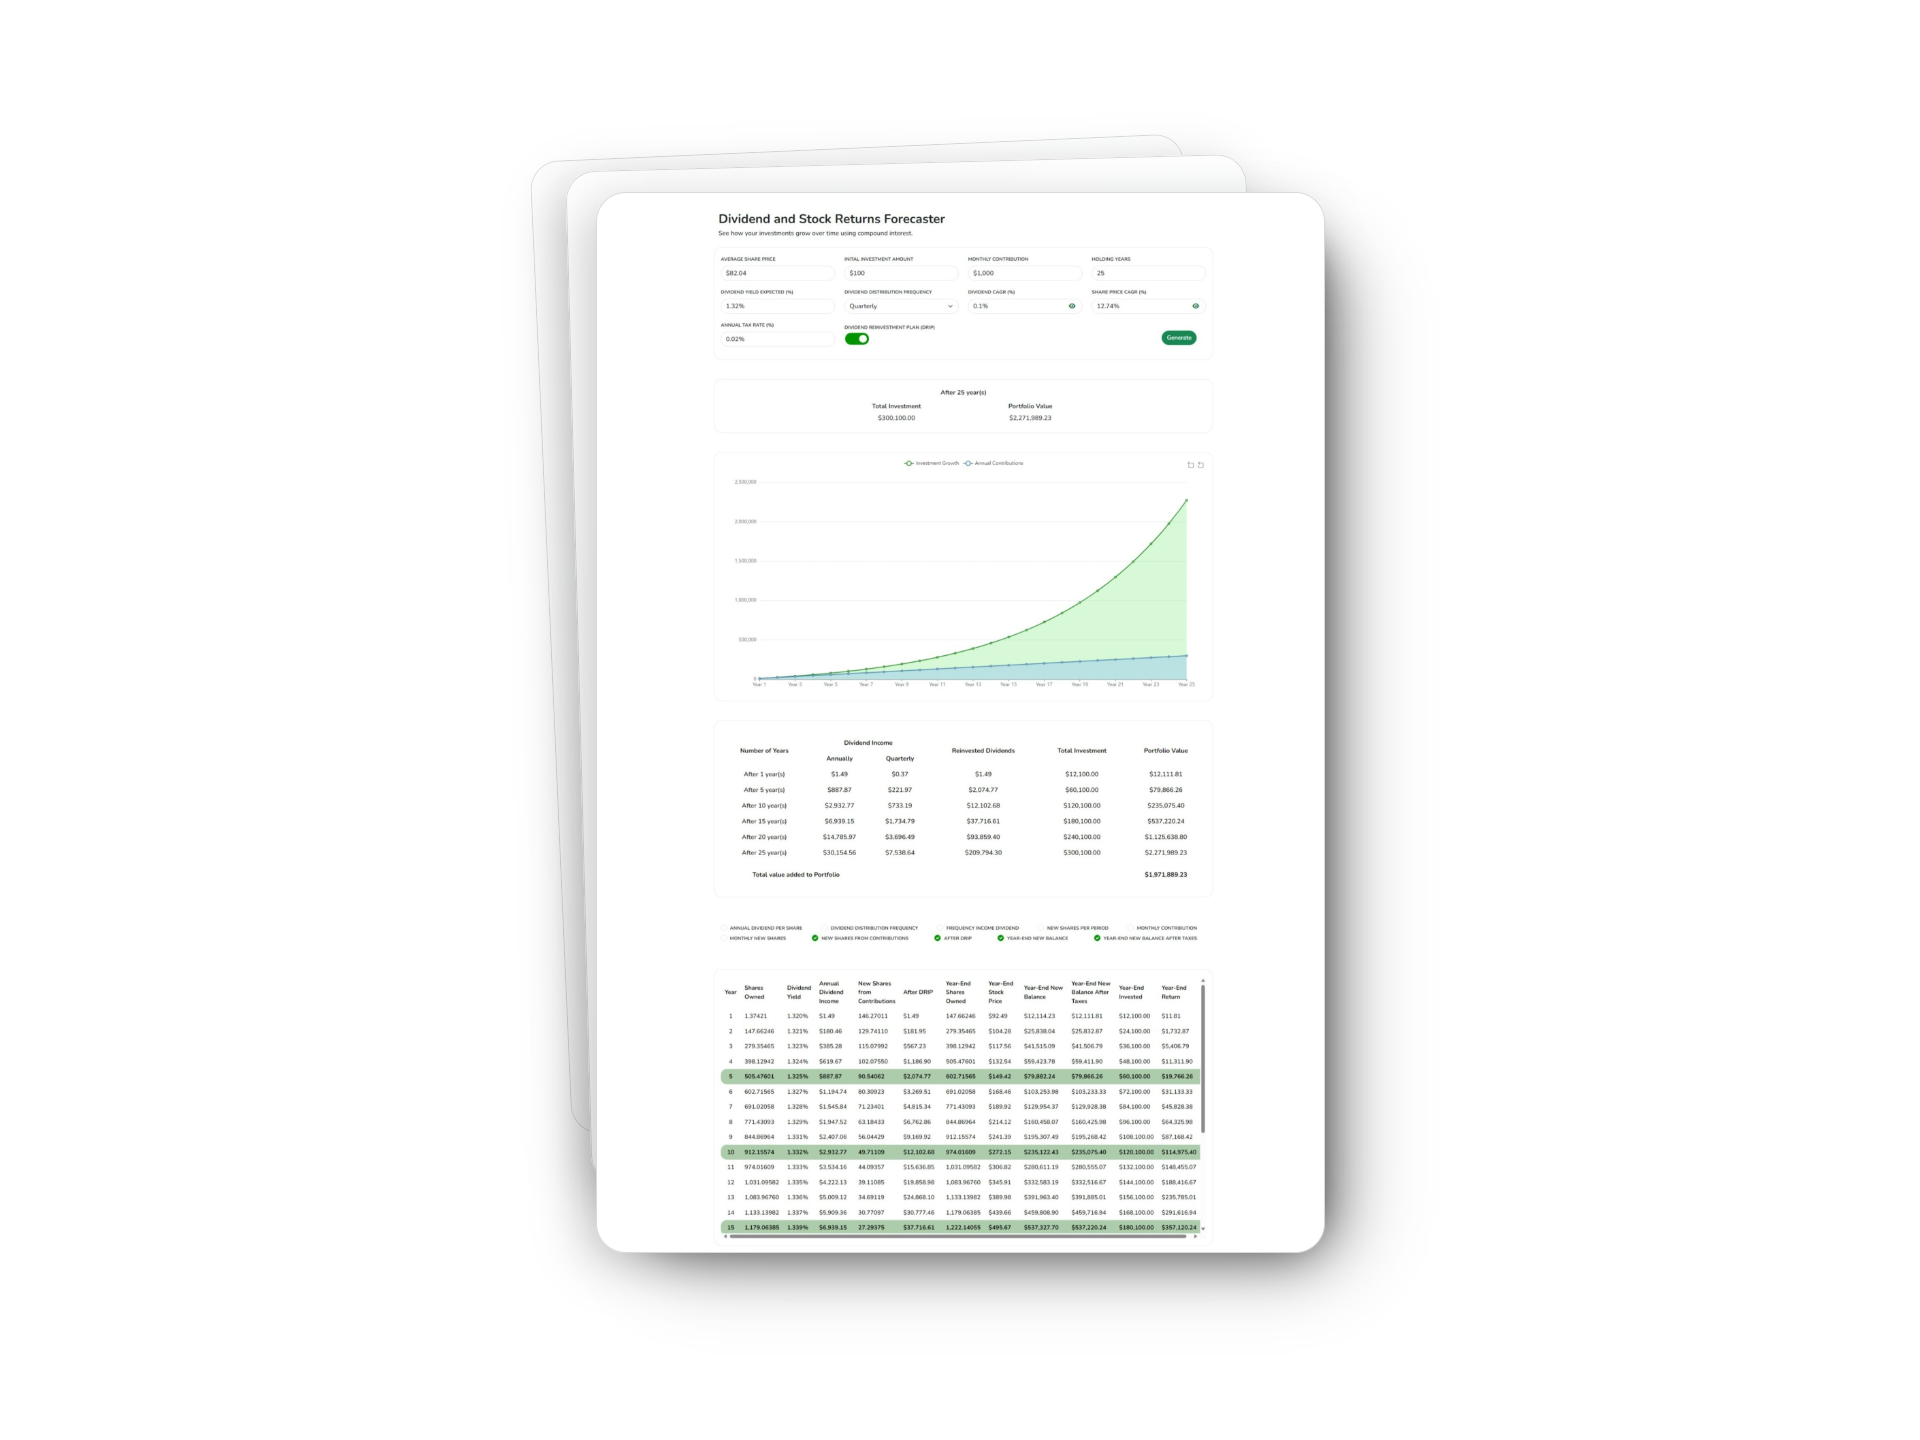 Dividend and Stock Returns Forecaster
See how your investments grow over time using compound interest.
AVERAGE SHARE PRICE INTIAL INVESTMENT AMOUNT MONTHLY CONTRIBUTION HOLDING YEARS
$82.04 $100 $1,000 25
DIVIDEND YIELD EXPECTED (%) DIVIDEND DISTRIBUTION FREQUENCY DIVIDEND CAGR (%) SHARE PRICE CAGR (%)
1.32% Quarterly 0.1% 12.74%
ANNUAL TAX RATE (%) DIVIDEND REINVESTMENT PLAN (DRIP)
0.02% Generate
After 25 year(s)
Total Investment Portfolio Value
$300,100.00 $2,271,989.23
Investment Growth Annual Contributions
2,500,000
2,000,000
1,500,000
1,000,000
500,000
0
Year 1 Year 3 Year 5 Year 7 Year 9 Year 11 Year 13 Year 15 Year 17 Year 19 Year 21 Year 23 Year 25
Number of Years Dividend Income Reinvested Dividends Total Investment Portfolio Value
Annually Quarterly
After 1 year(s) $1.49 $0.37 $1.49 $12,100.00 $12,111.81
After 5 year(s) $887.87 $221.97 $2,074.77 $60,100.00 $79,866.26
After 10 year(s) $2,932.77 $733.19 $12,102.68 $120,100.00 $235,075.40
After 15 year(s) $6,939.15 $1,734.79 $37,716.61 $180,100.00 $537,220.24
After 20 year(s) $14,785.97 $3,696.49 $93,859.40 $240,100.00 $1,125,638.80
After 25 year(s) $30,154.56 $7,538.64 $209,794.30 $300,100.00 $2,271,989.23
Total value added to Portfolio $1,971,889.23
ANNUAL DIVIDEND PER SHARE DIVIDEND DISTRIBUTION FREQUENCY FREQUENCY INCOME DIVIDEND NEW SHARES PER PERIOD MONTHLY CONTRIBUTION
MONTHLY NEW SHARES NEW SHARES FROM CONTRIBUTIONS AFTER DRIP YEAR-END NEW BALANCE YEAR-END NEW BALANCE AFTER TAXES
Year Shares Owned Dividend Yield Annual Dividend Income New Shares from Contributions After DRIP Year-End Shares Owned Year-End Stock Price Year-End New Balance Year-End New Balance After Taxes Year-End Invested Year-End Return
1 1.37421 1.320% $1.49 146.27011 $1.49 147.66246 $92.49 $12,114.23 $12,111.81 $12,100.00 $11.81
2 147.66246 1.321% $180.46 129.74110 $181.95 279.35465 $104.28 $25,838.04 $25,832.87 $24,100.00 $1,732.87
3 279.35465 1.323% $385.28 115.07992 $567.23 398.12942 $117.56 $41,515.09 $41,506.79 $36,100.00 $5,406.79
4 398.12942 1.324% $619.67 102.07550 $1,186.90 505.47601 $132.54 $59,423.78 $59,411.90 $48,100.00 $11,311.90
5 505.47601 1.325% $887.87 90.54062 $2,074.77 602.71565 $149.42 $79,882.24 $79,866.26 $60,100.00 $19,766.26
6 602.71565 1.327% $1,194.74 80.30923 $3,269.51 691.02058 $168.46 $103,253.98 $103,233.33 $72,100.00 $31,133.33
7 691.02058 1.328% $1,545.84 71.23401 $4,815.34 771.43093 $189.92 $129,954.37 $129,928.38 $84,100.00 $45,828.38
8 771.43093 1.329% $1,947.52 63.18433 $6,762.86 844.86964 $214.12 $160,458.07 $160,425.98 $96,100.00 $64,325.98
9 844.86964 1.331% $2,407.06 56.04429 $9,169.92 912.15574 $241.39 $195,307.49 $195,268.42 $108,100.00 $87,168.42
10 912.15574 1.332% $2,932.77 49.71109 $12,102.68 974.01609 $272.15 $235,122.43 $235,075.40 $120,100.00 $114,975.40
11 974.01609 1.333% $3,534.16 44.09357 $15,636.85 1,031.09582 $306.82 $280,611.19 $280,555.07 $132,100.00 $148,455.07
12 1,031.09582 1.335% $4,222.13 39.11085 $19,858.98 1,083.96760 $345.91 $332,583.19 $332,516.67 $144,100.00 $188,416.67
13 1,083.96760 1.336% $5,009.12 34.69119 $24,868.10 1,133.13982 $389.98 $391,963.40 $391,885.01 $156,100.00 $235,785.01
14 1,133.13982 1.337% $5,909.36 30.77097 $30,777.46 1,179.06385 $439.66 $459,808.90 $459,716.94 $168,100.00 $291,616.94
15 1,179.06385 1.339% $6,939.15 27.29375 $37,716.61 1,222.14055 $495.67 $537,327.70 $537,220.24 $180,100.00 $357,120.24